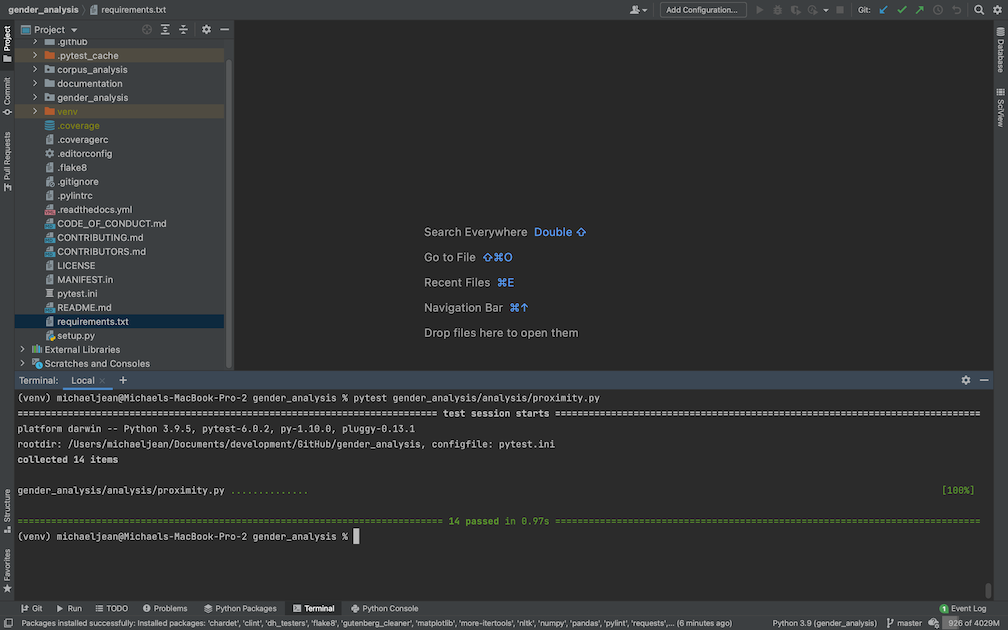 gender_analysis requirements.txt Add Configuration... Git:
Project
.github
.pytest_cache
corpus_analysis
documentation
gender_analysis
venv
.coverage
.coveragerc
.editorconfig
.flake8
.gitignore
.pylintrc
.readthedocs.yml
CODE_OF_CONDUCT.md
CONTRIBUTING.md
CONTRIBUTORS.md
LICENSE
MANIFEST.in
pytest.ini
README.md
requirements.txt
setup.py
External Libraries
Scratches and Consoles
Project
Commit
Pull Requests
Structure
Favorites
Search Everywhere Double ⇧
Go to File ⇧⌘O
Recent Files ⌘E
Navigation Bar ⌘↑
Drop files here to open them
Database
SciView
Terminal: Local × +
(venv) michaeljean@Michaels-MacBook-Pro-2 gender_analysis % pytest gender_analysis/analysis/proximity.py
============================================================================= test session starts =============================================================================
platform darwin -- Python 3.9.5, pytest-6.0.2, py-1.10.0, pluggy-0.13.1
rootdir: /Users/michaeljean/Documents/development/GitHub/gender_analysis, configfile: pytest.ini
collected 14 items
gender_analysis/analysis/proximity.py .............. [100%]
============================================================================= 14 passed in 0.97s =============================================================================
(venv) michaeljean@Michaels-MacBook-Pro-2 gender_analysis %
Git Run TODO Problems Python Packages Terminal Python Console 1 Event Log
Packages installed successfully: Installed packages: 'chardet', 'clint', 'dh_testers', 'flake8', 'gutenberg_cleaner', 'matplotlib', 'more-itertools', 'nltk', 'numpy', 'pandas', 'pylint', 'requests',... (6 minutes ago) Python 3.9 (gender_analysis) master 926 of 4029M